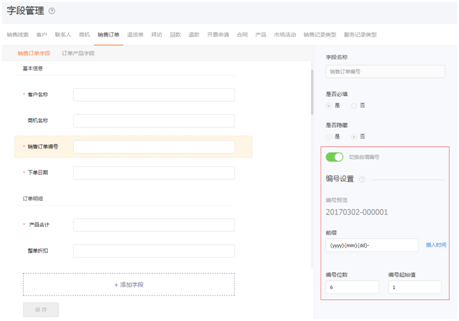 字段管理 ?
销售线索 客户 联系人 商机 销售订单 退货单 拜访 回款 退款 开票申请 合同 产品 市场活动 销售记录类型 服务记录类型
销售订单字段 订单产品字段
基本信息
* 客户名称
商机名称
* 销售订单编号
* 下单日期
订单明细
* 产品合计
整单折扣
+ 添加字段
保存
字段名称
销售订单编号
是否必填
是 否
是否隐藏
是 否
切换自增编号
编号设置 ?
编号预览
20170302-000001
前缀
{yyyy}{mm}{dd}-
插入时间
编号位数 编号起始值
6 1